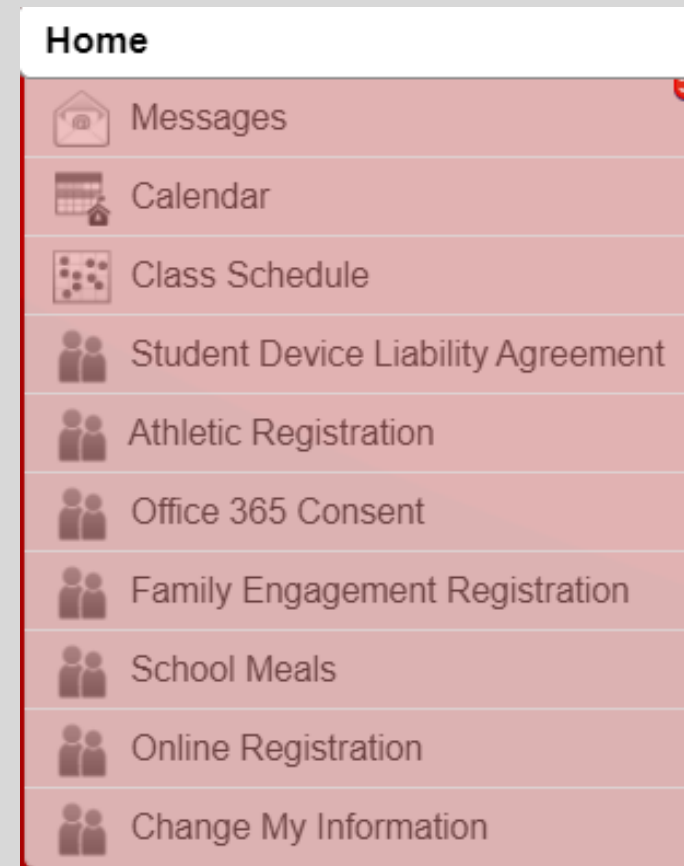 Home
Messages
Calendar
Class Schedule
Student Device Liability Agreement
Athletic Registration
Office 365 Consent
Family Engagement Registration
School Meals
Online Registration
Change My Information